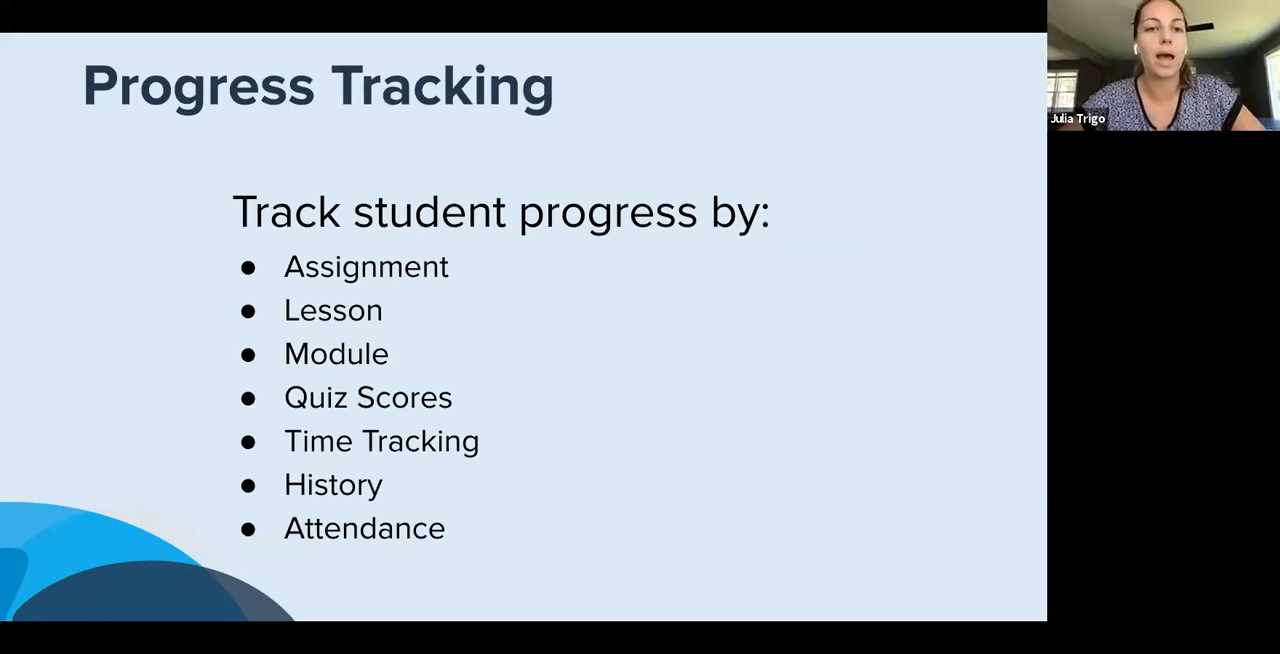 Progress Tracking
Track student progress by:
● Assignment
● Lesson
● Module
● Quiz Scores
● Time Tracking
● History
● Attendance
Julia Trigo